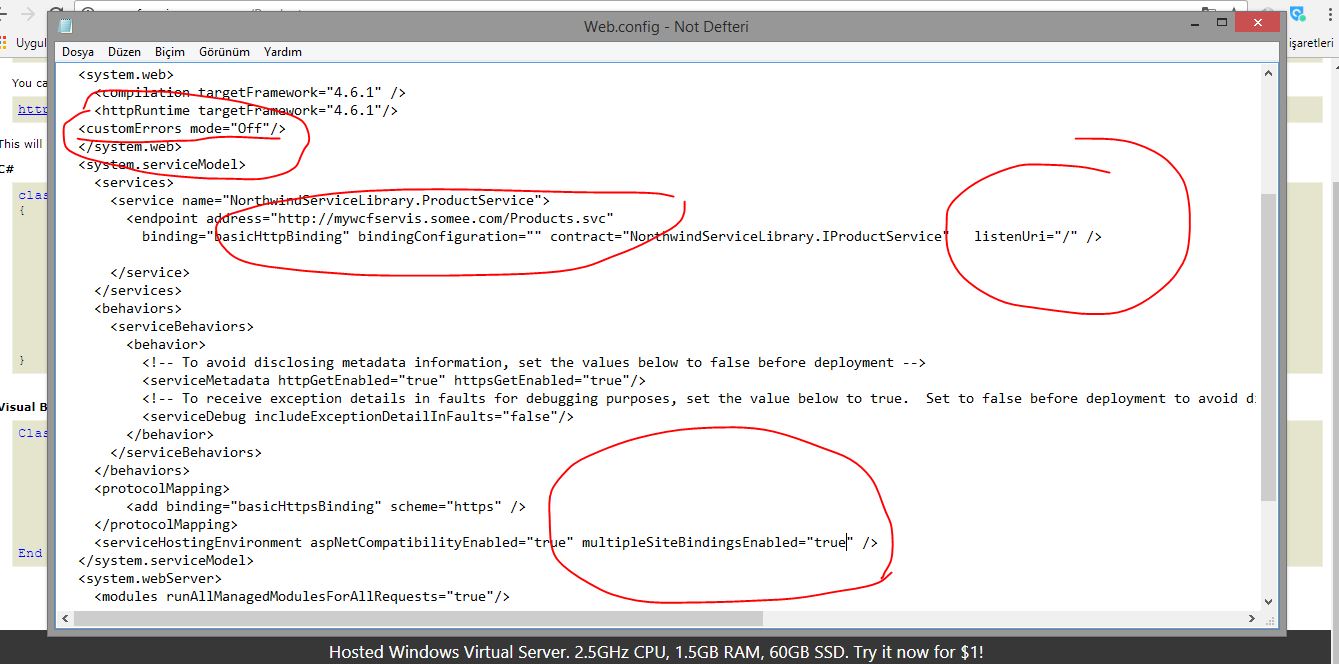 Web.config - Not Defteri
Uygul
işaretleri
Dosya Düzen Biçim Görünüm Yardım
You ca
http
This will
C#
clas
{
}
Visual B
Clas
End
<system.web>
<compilation targetFramework="4.6.1" />
<httpRuntime targetFramework="4.6.1"/>
<customErrors mode="Off"/>
</system.web>
<system.serviceModel>
<services>
<service name="NorthwindServiceLibrary.ProductService">
<endpoint address="http://mywcfservis.somee.com/Products.svc"
binding="basicHttpBinding" bindingConfiguration="" contract="NorthwindServiceLibrary.IProductService" listenUri="/" />
</service>
</services>
<behaviors>
<serviceBehaviors>
<behavior>
<!-- To avoid disclosing metadata information, set the values below to false before deployment -->
<serviceMetadata httpGetEnabled="true" httpsGetEnabled="true"/>
<!-- To receive exception details in faults for debugging purposes, set the value below to true.  Set to false before deployment to avoid di
<serviceDebug includeExceptionDetailInFaults="false"/>
</behavior>
</serviceBehaviors>
</behaviors>
<protocolMapping>
<add binding="basicHttpsBinding" scheme="https" />
</protocolMapping>
<serviceHostingEnvironment aspNetCompatibilityEnabled="true" multipleSiteBindingsEnabled="true" />
</system.serviceModel>
<system.webServer>
<modules runAllManagedModulesForAllRequests="true"/>
Hosted Windows Virtual Server. 2.5GHz CPU, 1.5GB RAM, 60GB SSD. Try it now for $1!